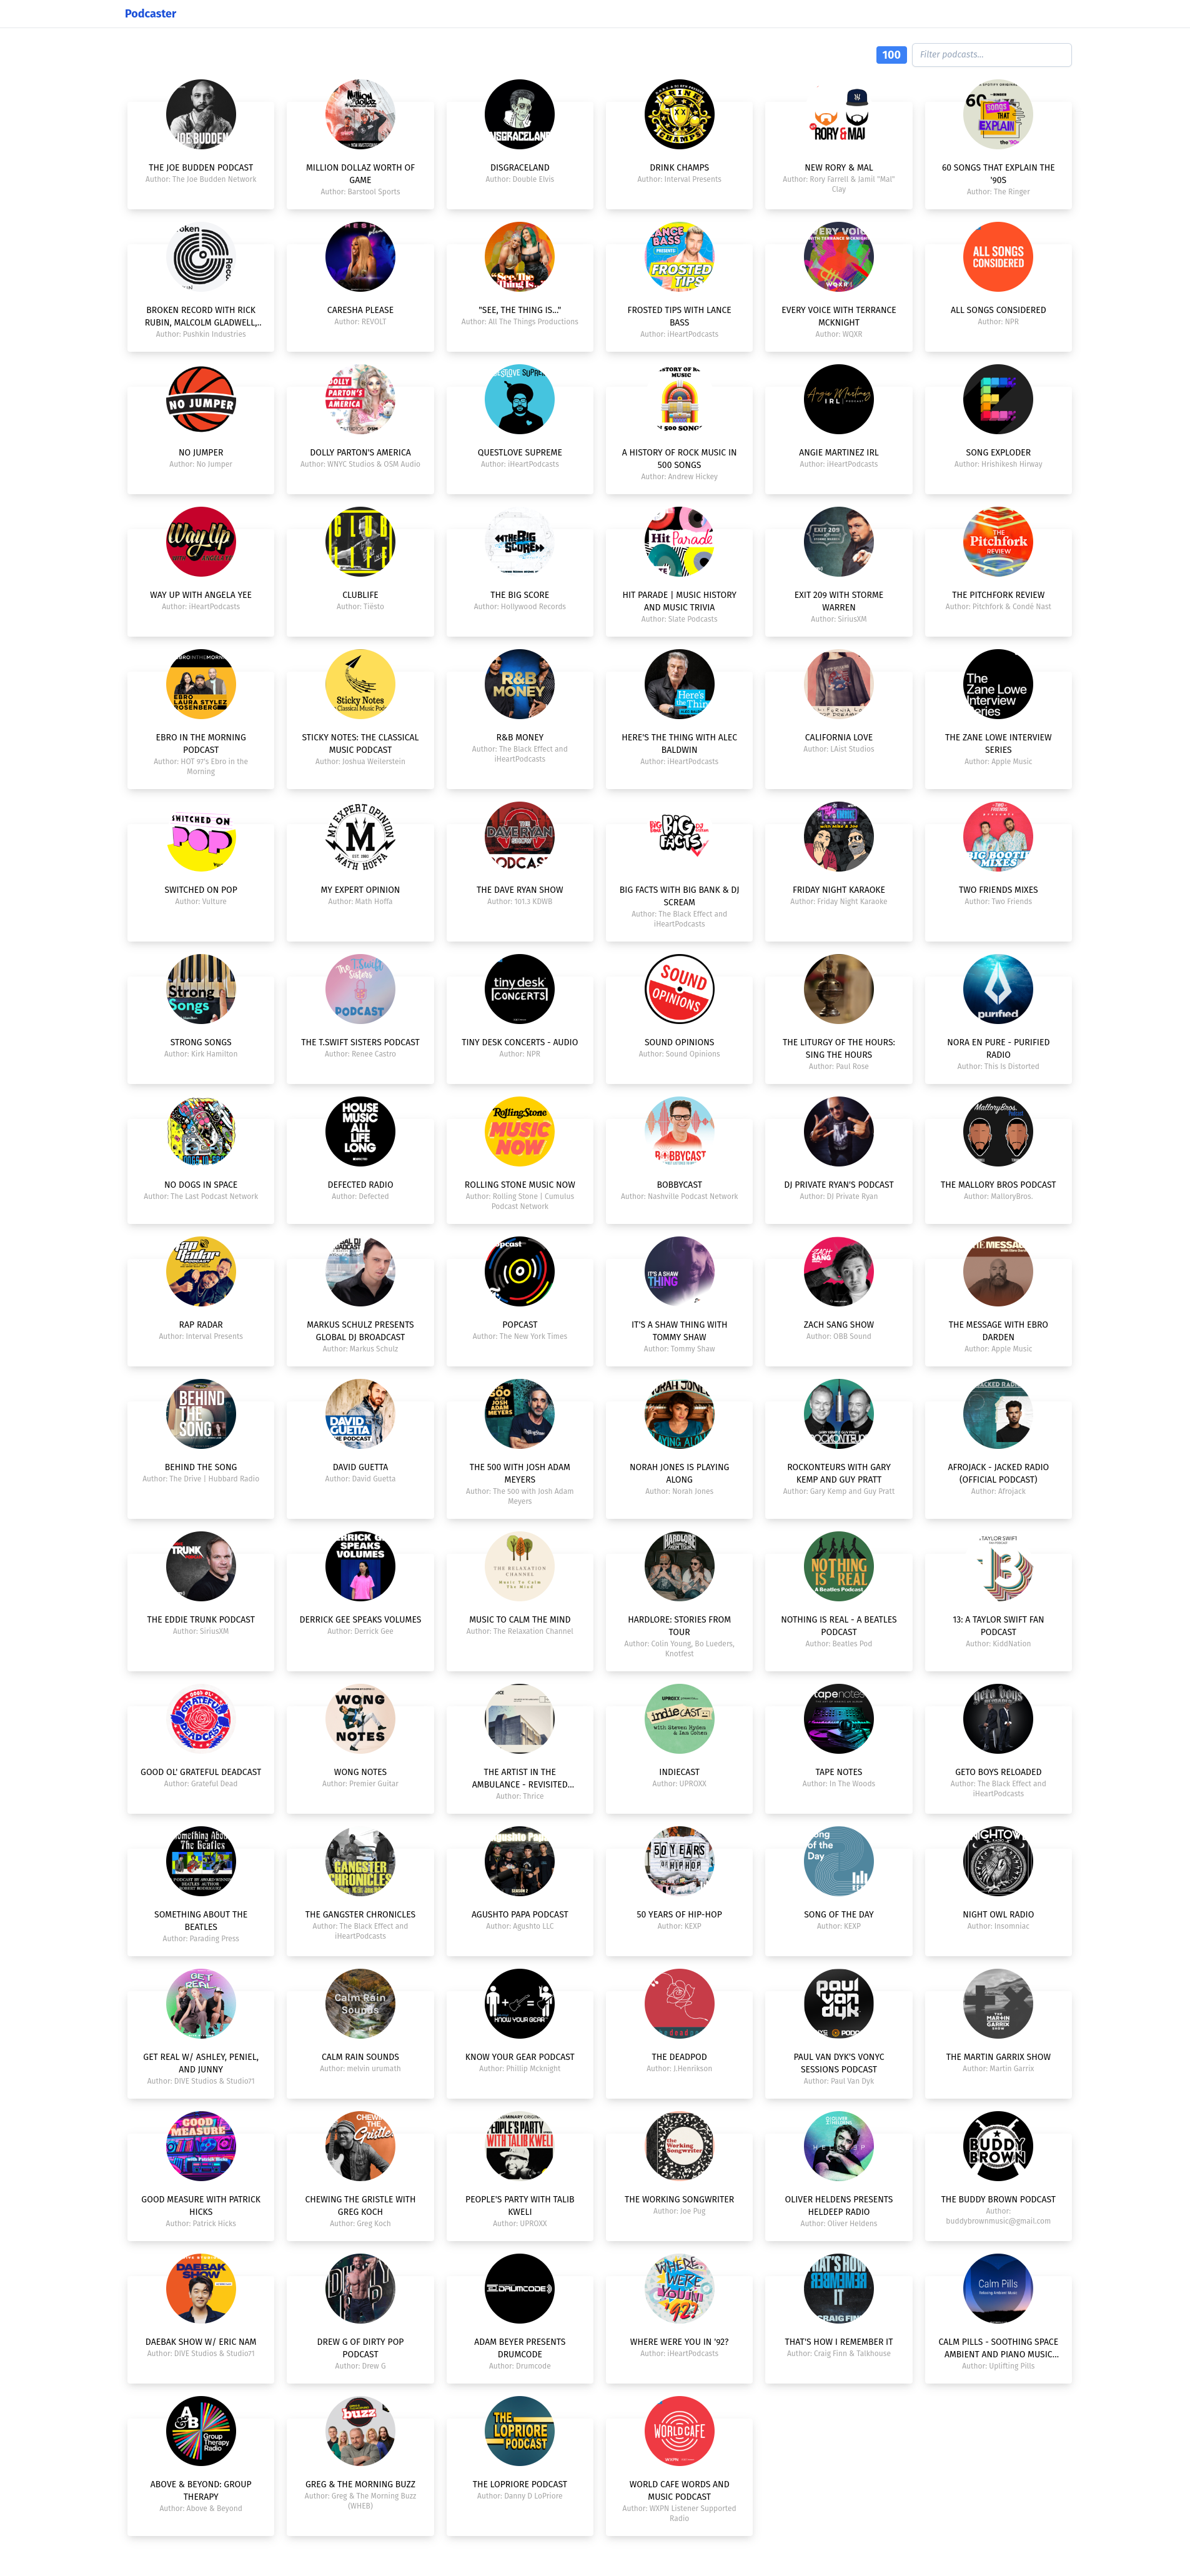 Podcaster
100
Filter podcasts...
THE JOE BUDDEN PODCAST
Author: The Joe Budden Network
MILLION DOLLAZ WORTH OF
GAME
Author: Barstool Sports
DISGRACELAND
Author: Double Elvis
DRINK CHAMPS
Author: Interval Presents
NEW RORY & MAL
Author: Rory Farrell & Jamil "Mal"
Clay
60 SONGS THAT EXPLAIN THE
'90S
Author: The Ringer
BROKEN RECORD WITH RICK
RUBIN, MALCOLM GLADWELL,..
Author: Pushkin Industries
CARESHA PLEASE
Author: REVOLT
"SEE, THE THING IS..."
Author: All The Things Productions
FROSTED TIPS WITH LANCE
BASS
Author: iHeartPodcasts
EVERY VOICE WITH TERRANCE
MCKNIGHT
Author: WQXR
ALL SONGS CONSIDERED
Author: NPR
NO JUMPER
Author: No Jumper
DOLLY PARTON'S AMERICA
Author: WNYC Studios & OSM Audio
QUESTLOVE SUPREME
Author: iHeartPodcasts
A HISTORY OF ROCK MUSIC IN
500 SONGS
Author: Andrew Hickey
ANGIE MARTINEZ IRL
Author: iHeartPodcasts
SONG EXPLODER
Author: Hrishikesh Hirway
WAY UP WITH ANGELA YEE
Author: iHeartPodcasts
CLUBLIFE
Author: Tiësto
THE BIG SCORE
Author: Hollywood Records
HIT PARADE | MUSIC HISTORY
AND MUSIC TRIVIA
Author: Slate Podcasts
EXIT 209 WITH STORME
WARREN
Author: SiriusXM
THE PITCHFORK REVIEW
Author: Pitchfork & Condé Nast
EBRO IN THE MORNING
PODCAST
Author: HOT 97's Ebro in the
Morning
STICKY NOTES: THE CLASSICAL
MUSIC PODCAST
Author: Joshua Weilerstein
R&B MONEY
Author: The Black Effect and
iHeartPodcasts
HERE'S THE THING WITH ALEC
BALDWIN
Author: iHeartPodcasts
CALIFORNIA LOVE
Author: LAist Studios
THE ZANE LOWE INTERVIEW
SERIES
Author: Apple Music
SWITCHED ON POP
Author: Vulture
MY EXPERT OPINION
Author: Math Hoffa
THE DAVE RYAN SHOW
Author: 101.3 KDWB
BIG FACTS WITH BIG BANK & DJ
SCREAM
Author: The Black Effect and
iHeartPodcasts
FRIDAY NIGHT KARAOKE
Author: Friday Night Karaoke
TWO FRIENDS MIXES
Author: Two Friends
STRONG SONGS
Author: Kirk Hamilton
THE T.SWIFT SISTERS PODCAST
Author: Renee Castro
TINY DESK CONCERTS - AUDIO
Author: NPR
SOUND OPINIONS
Author: Sound Opinions
THE LITURGY OF THE HOURS:
SING THE HOURS
Author: Paul Rose
NORA EN PURE - PURIFIED
RADIO
Author: This Is Distorted
NO DOGS IN SPACE
Author: The Last Podcast Network
DEFECTED RADIO
Author: Defected
ROLLING STONE MUSIC NOW
Author: Rolling Stone | Cumulus
Podcast Network
BOBBYCAST
Author: Nashville Podcast Network
DJ PRIVATE RYAN'S PODCAST
Author: DJ Private Ryan
THE MALLORY BROS PODCAST
Author: MalloryBros.
RAP RADAR
Author: Interval Presents
MARKUS SCHULZ PRESENTS
GLOBAL DJ BROADCAST
Author: Markus Schulz
POPCAST
Author: The New York Times
IT'S A SHAW THING WITH
TOMMY SHAW
Author: Tommy Shaw
ZACH SANG SHOW
Author: OBB Sound
THE MESSAGE WITH EBRO
DARDEN
Author: Apple Music
BEHIND THE SONG
Author: The Drive | Hubbard Radio
DAVID GUETTA
Author: David Guetta
THE 500 WITH JOSH ADAM
MEYERS
Author: The 500 with Josh Adam
Meyers
NORAH JONES IS PLAYING
ALONG
Author: Norah Jones
ROCKONTEURS WITH GARY
KEMP AND GUY PRATT
Author: Gary Kemp and Guy Pratt
AFROJACK - JACKED RADIO
(OFFICIAL PODCAST)
Author: Afrojack
THE EDDIE TRUNK PODCAST
Author: SiriusXM
DERRICK GEE SPEAKS VOLUMES
Author: Derrick Gee
MUSIC TO CALM THE MIND
Author: The Relaxation Channel
HARDLORE: STORIES FROM
TOUR
Author: Colin Young, Bo Lueders,
Knotfest
NOTHING IS REAL - A BEATLES
PODCAST
Author: Beatles Pod
13: A TAYLOR SWIFT FAN
PODCAST
Author: KiddNation
GOOD OL' GRATEFUL DEADCAST
Author: Grateful Dead
WONG NOTES
Author: Premier Guitar
THE ARTIST IN THE
AMBULANCE - REVISITED...
Author: Thrice
INDIECAST
Author: UPROXX
TAPE NOTES
Author: In The Woods
GETO BOYS RELOADED
Author: The Black Effect and
iHeartPodcasts
SOMETHING ABOUT THE
BEATLES
Author: Parading Press
THE GANGSTER CHRONICLES
Author: The Black Effect and
iHeartPodcasts
AGUSHTO PAPA PODCAST
Author: Agushto LLC
50 YEARS OF HIP-HOP
Author: KEXP
SONG OF THE DAY
Author: KEXP
NIGHT OWL RADIO
Author: Insomniac
GET REAL W/ ASHLEY, PENIEL,
AND JUNNY
Author: DIVE Studios & Studio71
CALM RAIN SOUNDS
Author: melvin urumath
KNOW YOUR GEAR PODCAST
Author: Phillip Mcknight
THE DEADPOD
Author: J.Henrikson
PAUL VAN DYK'S VONYC
SESSIONS PODCAST
Author: Paul Van Dyk
THE MARTIN GARRIX SHOW
Author: Martin Garrix
GOOD MEASURE WITH PATRICK
HICKS
Author: Patrick Hicks
CHEWING THE GRISTLE WITH
GREG KOCH
Author: Greg Koch
PEOPLE'S PARTY WITH TALIB
KWELI
Author: UPROXX
THE WORKING SONGWRITER
Author: Joe Pug
OLIVER HELDENS PRESENTS
HELDEEP RADIO
Author: Oliver Heldens
THE BUDDY BROWN PODCAST
Author:
buddybrownmusic@gmail.com
DAEBAK SHOW W/ ERIC NAM
Author: DIVE Studios & Studio71
DREW G OF DIRTY POP
PODCAST
Author: Drew G
ADAM BEYER PRESENTS
DRUMCODE
Author: Drumcode
WHERE WERE YOU IN '92?
Author: iHeartPodcasts
THAT'S HOW I REMEMBER IT
Author: Craig Finn & Talkhouse
CALM PILLS - SOOTHING SPACE
AMBIENT AND PIANO MUSIC...
Author: Uplifting Pills
ABOVE & BEYOND: GROUP
THERAPY
Author: Above & Beyond
GREG & THE MORNING BUZZ
Author: Greg & The Morning Buzz
(WHEB)
THE LOPRIORE PODCAST
Author: Danny D LoPriore
WORLD CAFE WORDS AND
MUSIC PODCAST
Author: WXPN Listener Supported
Radio